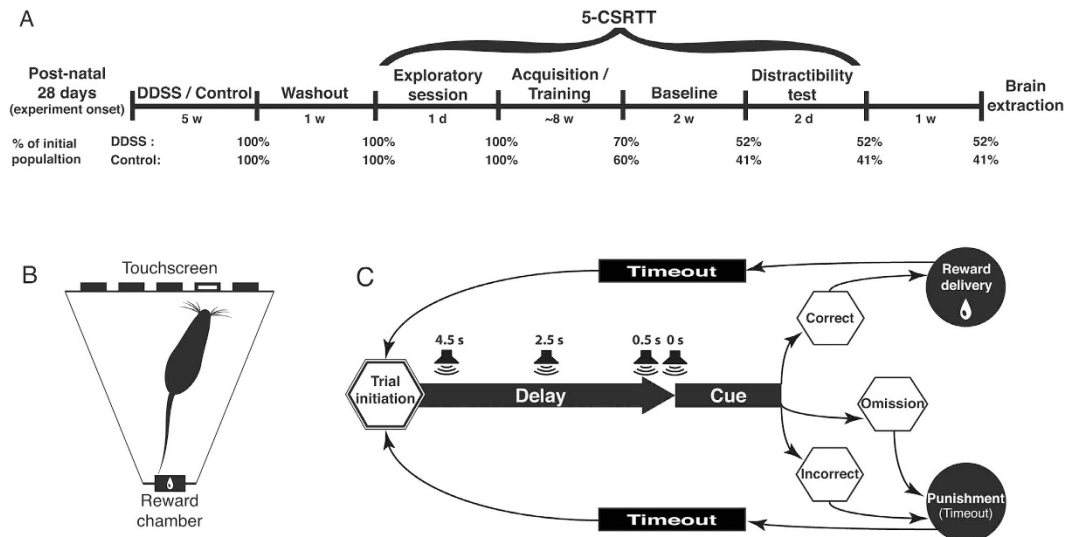 A
5-CSRTT
Post-natal
28 days
(experiment onset)
DDSS / Control
Washout
Exploratory
session
Acquisition /
Training
Baseline
Distractibility
test
Brain
extraction
5 w
1 w
1 d
~8 w
2 w
2 d
1 w
% of initial
populaltion
DDSS :
100%
100%
100%
70%
52%
52%
52%
Control:
100%
100%
100%
60%
41%
41%
41%
B
Touchscreen
Reward
chamber
C
Timeout
Reward
delivery
Correct
4.5 s
2.5 s
0.5 s
0 s
Trial
initiation
Delay
Cue
Omission
Incorrect
Punishment
(Timeout)
Timeout